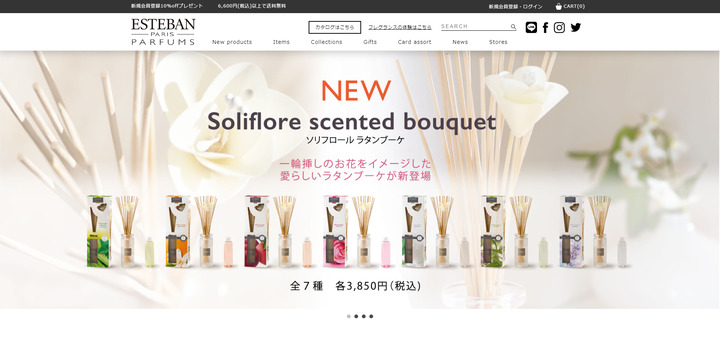 新規会員登録10%offプレゼント 6,600円(税込)以上で送料無料 新規会員登録・ログイン CART(0)
ESTEBAN
PARIS
PARFUMS
カタログはこちら フレグランスの体験はこちら SEARCH
New products Items Collections Gifts Card assort News Stores
NEW
Soliflore scented bouquet
ソリフロール ラタンブーケ
一輪挿しのお花をイメージした
愛らしいラタンブーケが新登場
全7種 各3,850円(税込)